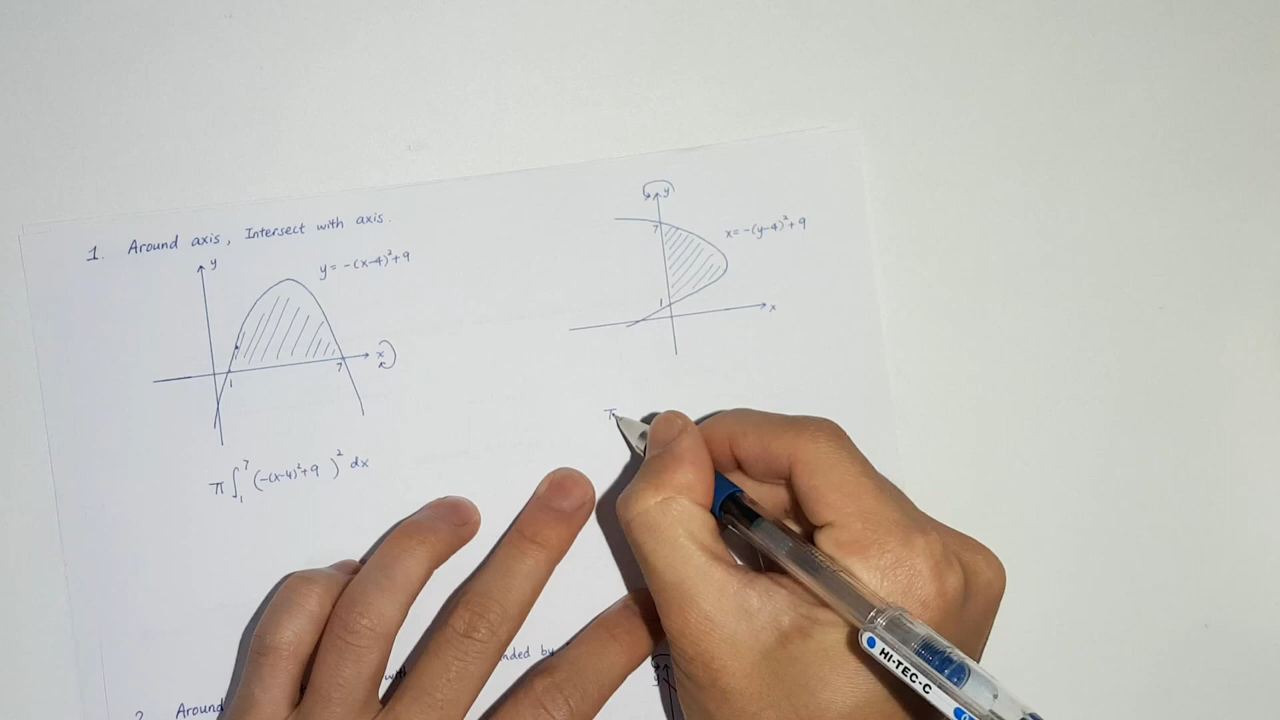 1. Around axis, Intersect with axis.
y
y = -(x-4)²+9
x
1
7
π∫₁⁷ (-(x-4)²+9)² dx
y
7
x = -(y-4)²+9
1
x
π
2. Around
with
nded by
y
HI-TEC-C